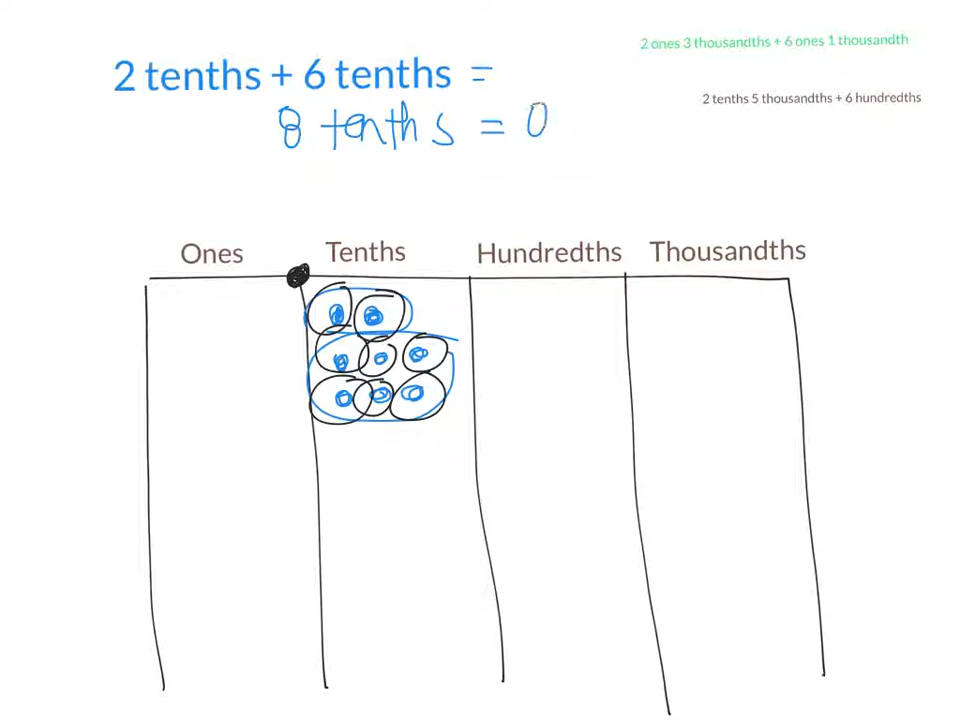 2 ones 3 thousandths + 6 ones 1 thousandth
2 tenths + 6 tenths =
2 tenths 5 thousandths + 6 hundredths
8 tenths = 0
Ones Tenths Hundredths Thousandths